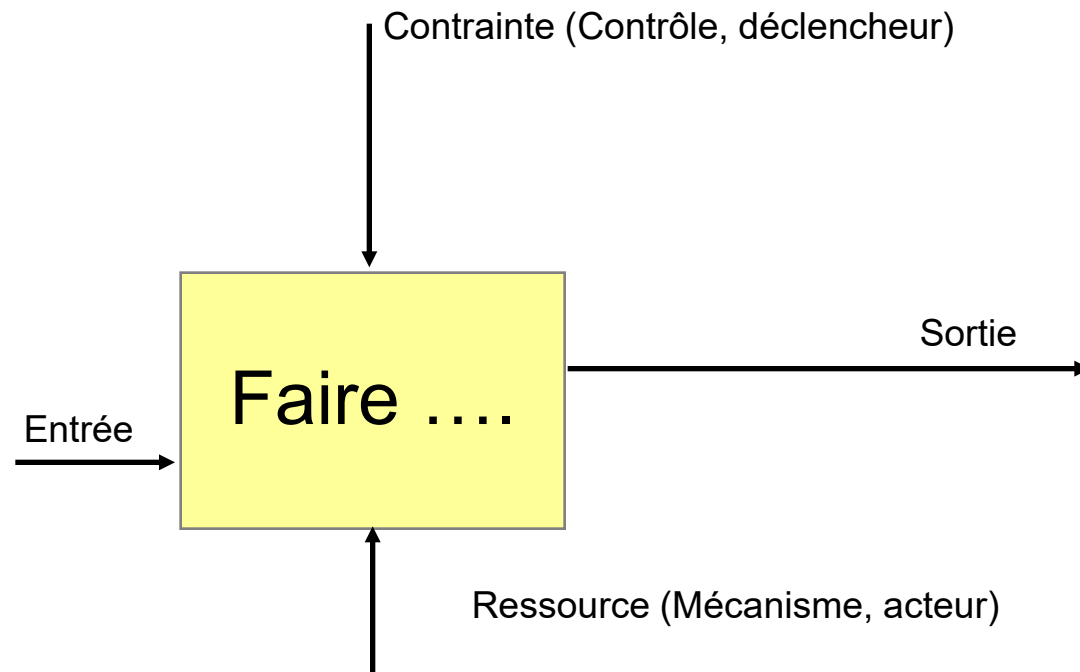 Contrainte (Contrôle, déclencheur)
Sortie
Faire ....
Entrée
Ressource (Mécanisme, acteur)